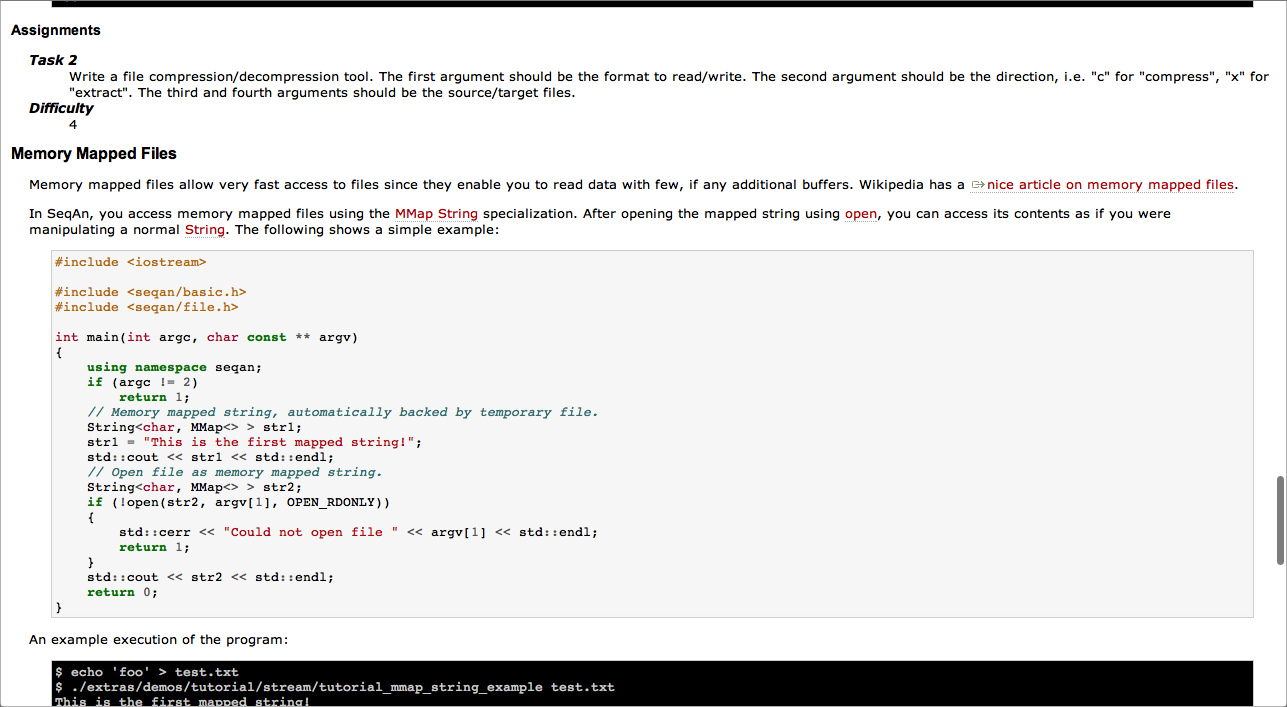 Assignments
Task 2
Write a file compression/decompression tool. The first argument should be the format to read/write. The second argument should be the direction, i.e. "c" for "compress", "x" for
"extract". The third and fourth arguments should be the source/target files.
Difficulty
4
Memory Mapped Files
Memory mapped files allow very fast access to files since they enable you to read data with few, if any additional buffers. Wikipedia has a nice article on memory mapped files.
In SeqAn, you access memory mapped files using the MMap String specialization. After opening the mapped string using open, you can access its contents as if you were
manipulating a normal String. The following shows a simple example:
#include <iostream>
#include <seqan/basic.h>
#include <seqan/file.h>
int main(int argc, char const ** argv)
{
    using namespace seqan;
    if (argc != 2)
        return 1;
    // Memory mapped string, automatically backed by temporary file.
    String<char, MMap<> > str1;
    str1 = "This is the first mapped string!";
    std::cout << str1 << std::endl;
    // Open file as memory mapped string.
    String<char, MMap<> > str2;
    if (!open(str2, argv[1], OPEN_RDONLY))
    {
        std::cerr << "Could not open file " << argv[1] << std::endl;
        return 1;
    }
    std::cout << str2 << std::endl;
    return 0;
}
An example execution of the program:
$ echo 'foo' > test.txt
$ ./extras/demos/tutorial/stream/tutorial_mmap_string_example test.txt
This is the first mapped string!